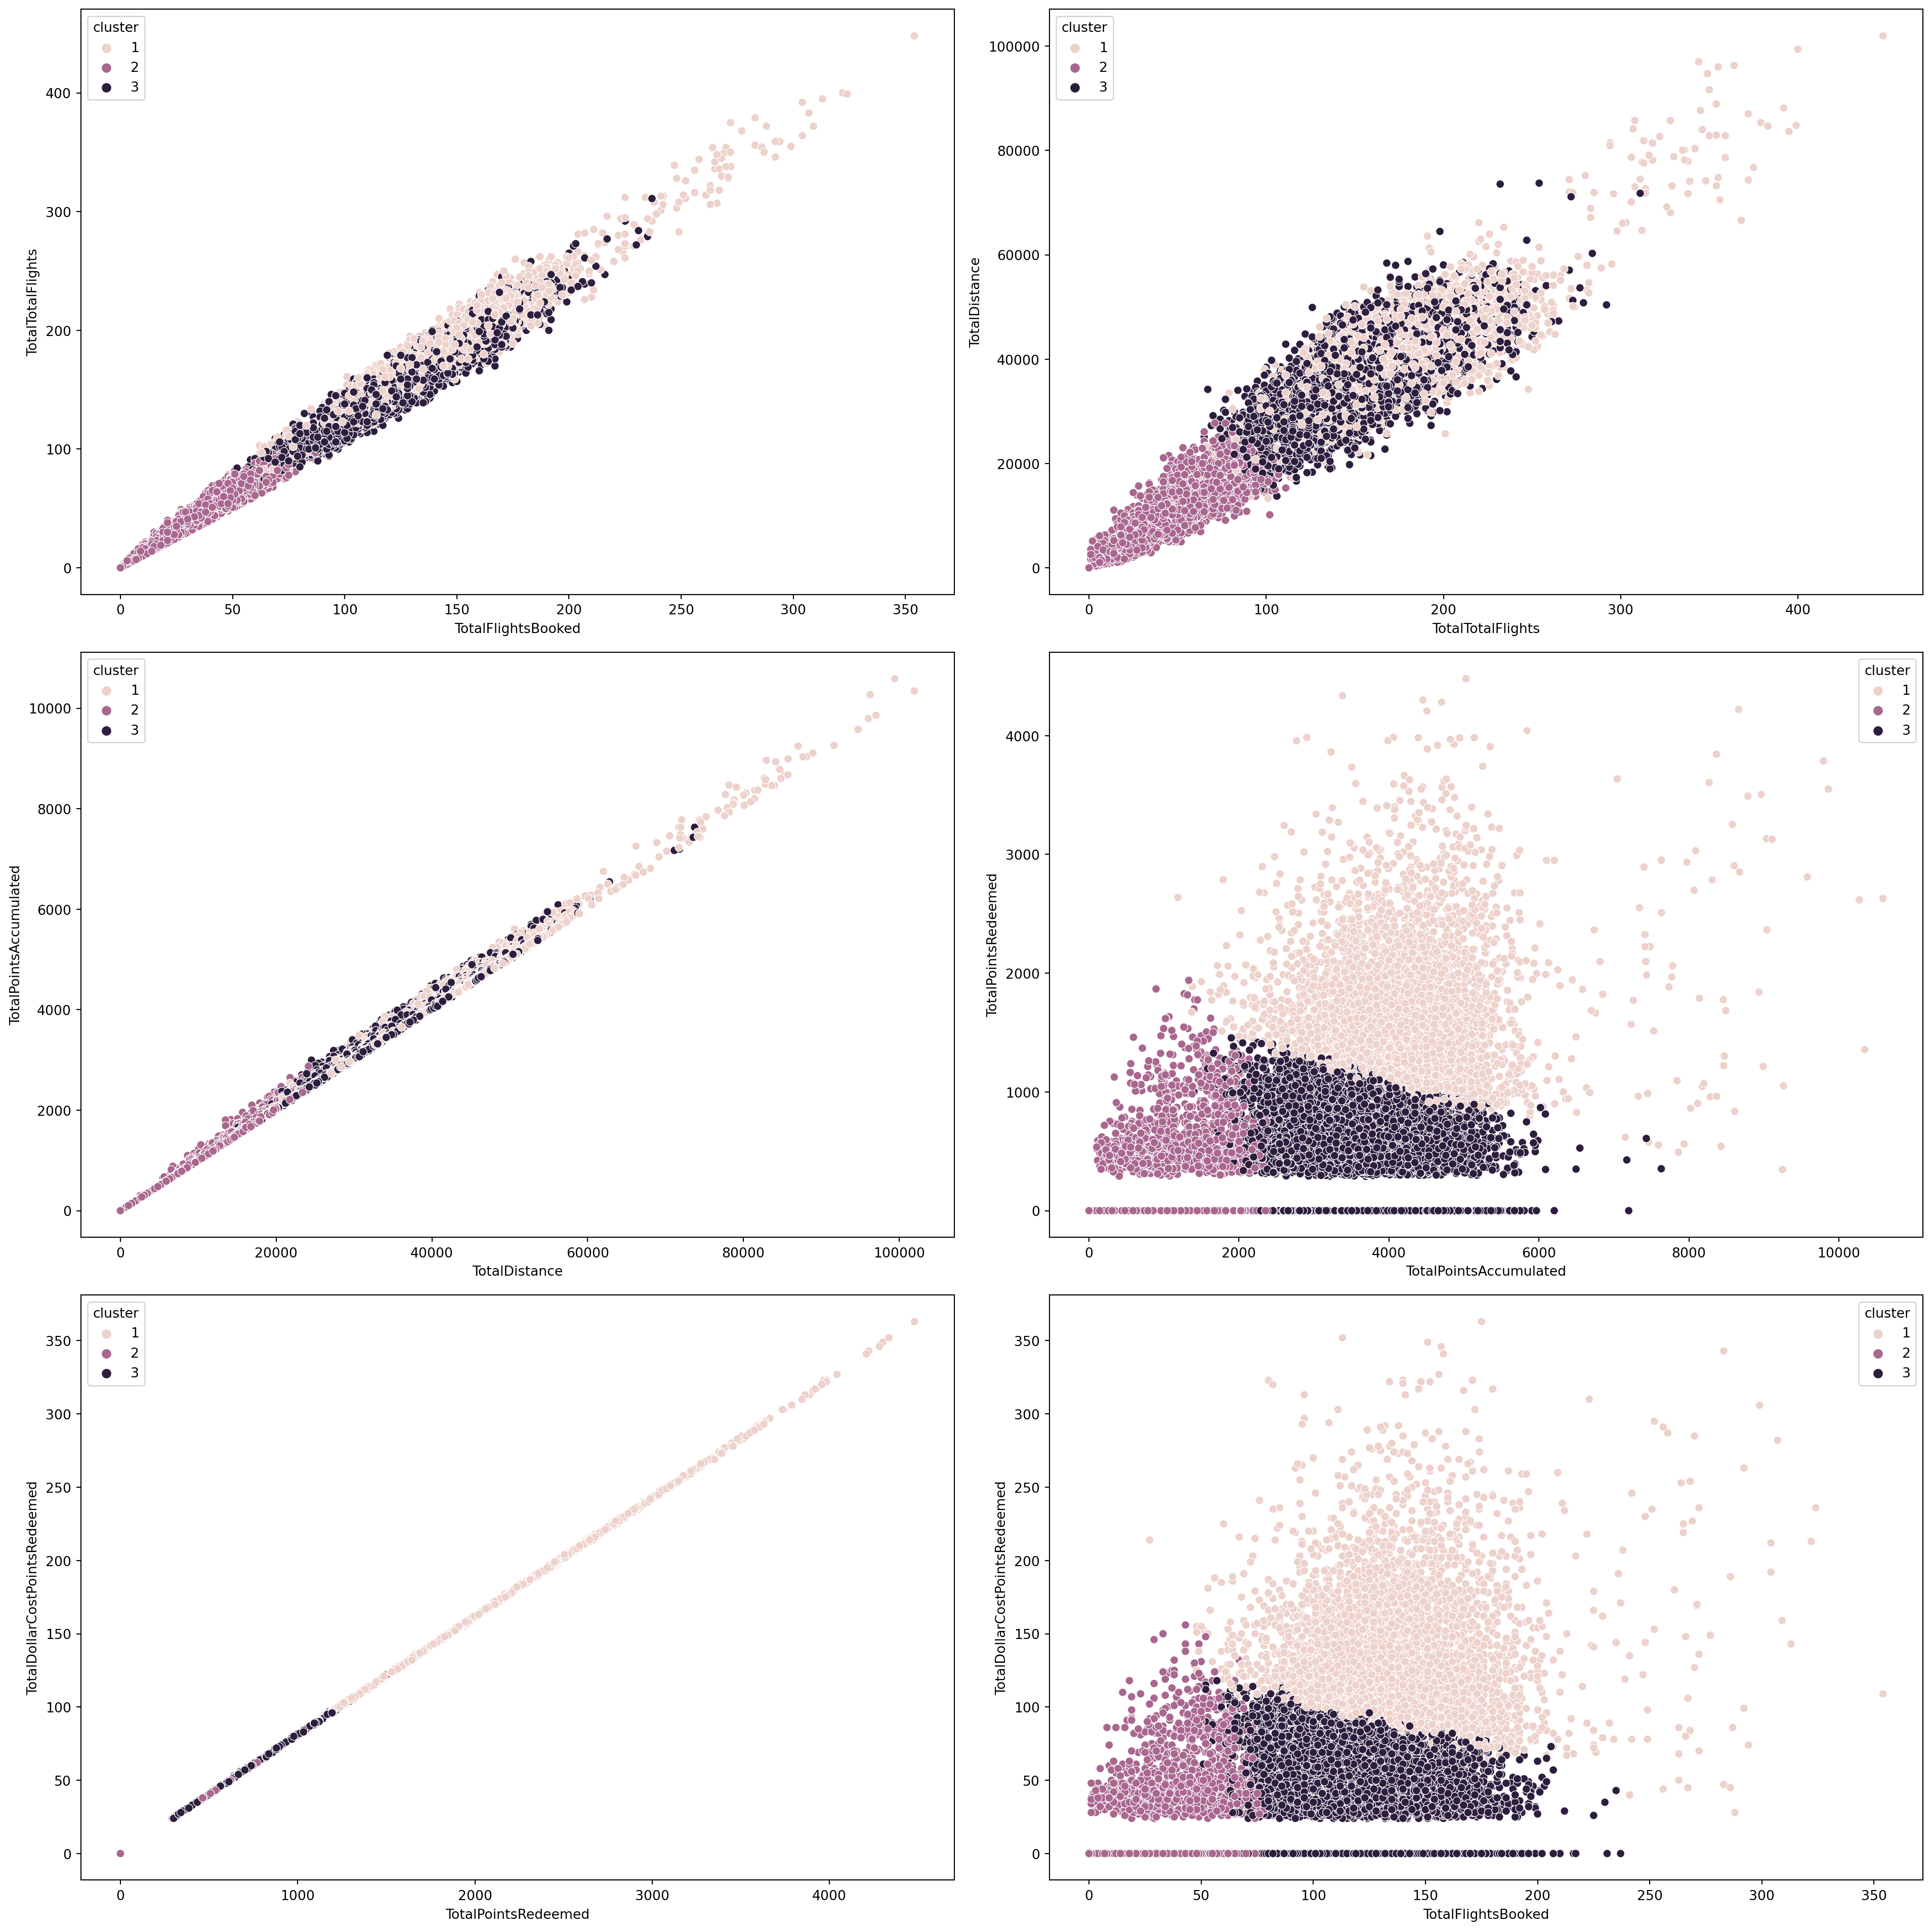 cluster
1
2
3
400
300
200
100
0
TotalTotalFlights
0 50 100 150 200 250 300 350
TotalFlightsBooked
cluster
1
2
3
100000
80000
60000
40000
20000
0
TotalDistance
0 100 200 300 400
TotalTotalFlights
cluster
1
2
3
10000
8000
6000
4000
2000
0
TotalPointsAccumulated
0 20000 40000 60000 80000 100000
TotalDistance
cluster
1
2
3
4000
3000
2000
1000
0
TotalPointsRedeemed
0 2000 4000 6000 8000 10000
TotalPointsAccumulated
cluster
1
2
3
350
300
250
200
150
100
50
0
TotalDollarCostPointsRedeemed
0 1000 2000 3000 4000
TotalPointsRedeemed
cluster
1
2
3
350
300
250
200
150
100
50
0
TotalDollarCostPointsRedeemed
0 50 100 150 200 250 300 350
TotalFlightsBooked